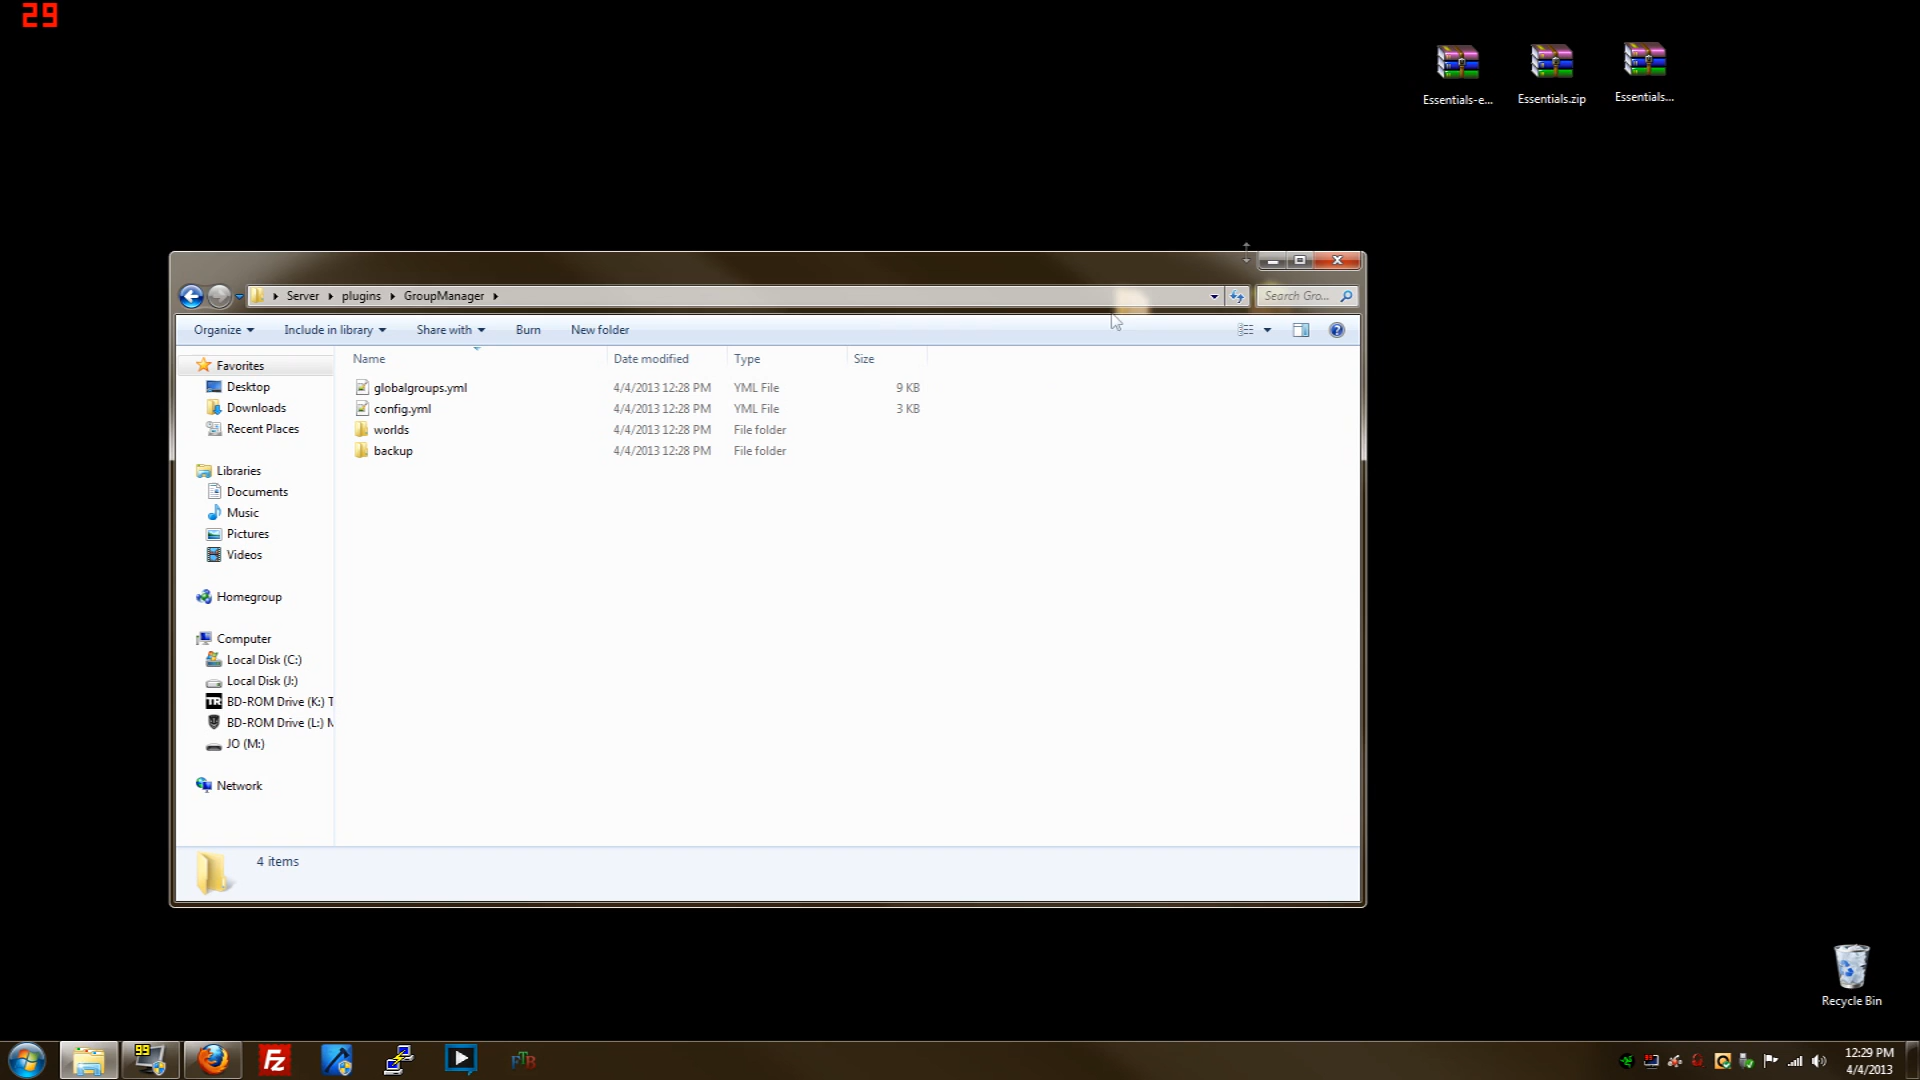 29
Essentials-e...
Essentials.zip
Essentials...
Server plugins GroupManager
Search Gro...
Organize
Include in library
Share with
Burn
New folder
Name
Date modified
Type
Size
Favorites
Desktop
Downloads
Recent Places
Libraries
Documents
Music
Pictures
Videos
Homegroup
Computer
Local Disk (C:)
Local Disk (J:)
BD-ROM Drive (K:) T
BD-ROM Drive (L:) M
JO (M:)
Network
globalgroups.yml 4/4/2013 12:28 PM YML File 9 KB
config.yml 4/4/2013 12:28 PM YML File 3 KB
worlds 4/4/2013 12:28 PM File folder
backup 4/4/2013 12:28 PM File folder
4 items
Recycle Bin
99
FZ
FTB
12:29 PM
4/4/2013